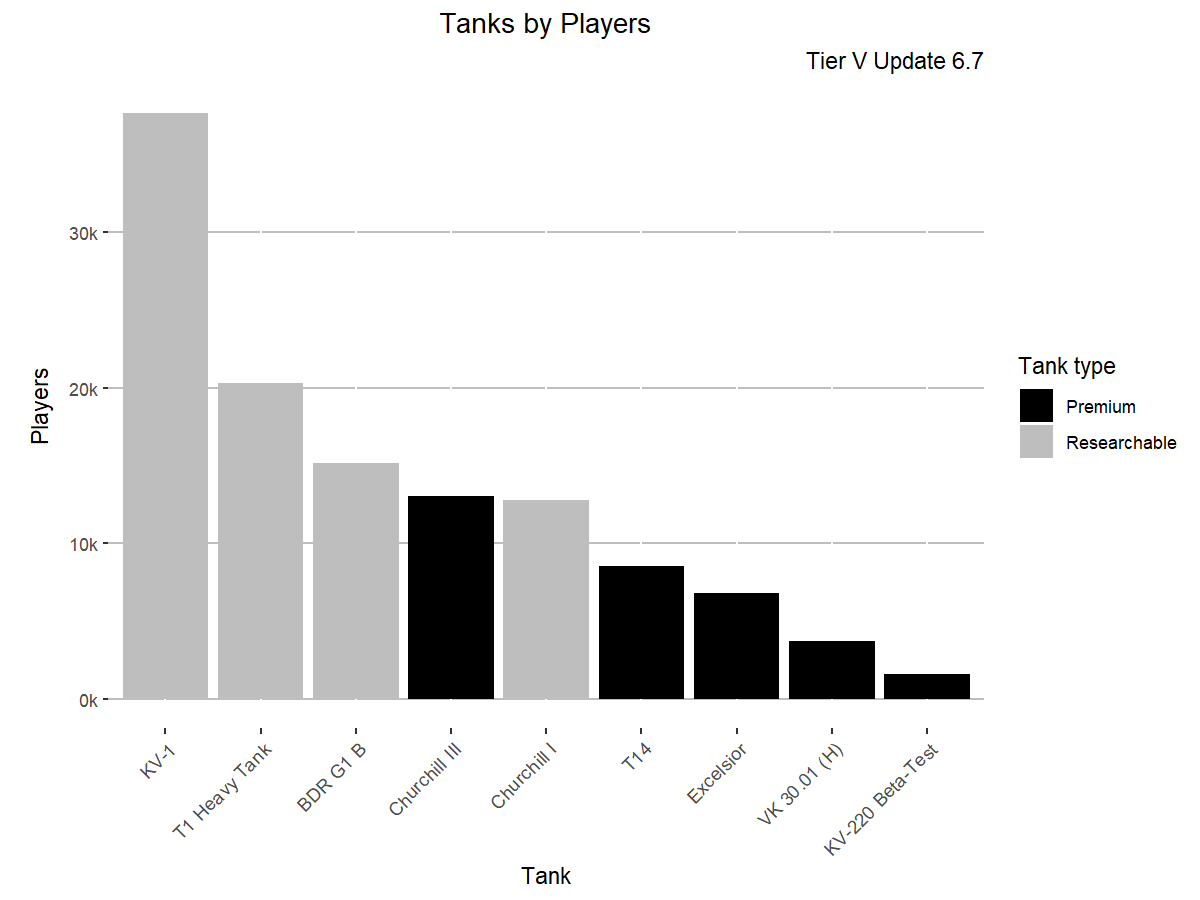 Tanks by Players
Tier V Update 6.7
Players
30k
20k
10k
0k
KV-1
T1 Heavy Tank
BDR G1 B
Churchill III
Churchill I
T14
Excelsior
VK 30.01 (H)
KV-220 Beta-Test
Tank
Tank type
Premium
Researchable